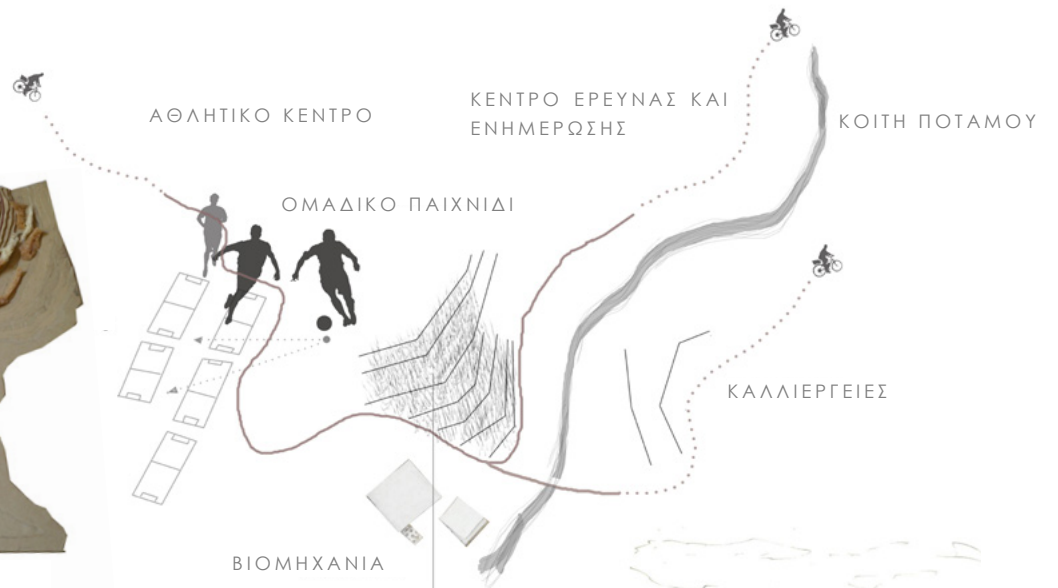 ΑΘΛΗΤΙΚΟ ΚΕΝΤΡΟ
ΚΕΝΤΡΟ ΕΡΕΥΝΑΣ ΚΑΙ
ΕΝΗΜΕΡΩΣΗΣ
ΚΟΙΤΗ ΠΟΤΑΜΟΥ
ΟΜΑΔΙΚΟ ΠΑΙΧΝΙΔΙ
ΚΑΛΛΙΕΡΓΕΙΕΣ
ΒΙΟΜΗΧΑΝΙΑ